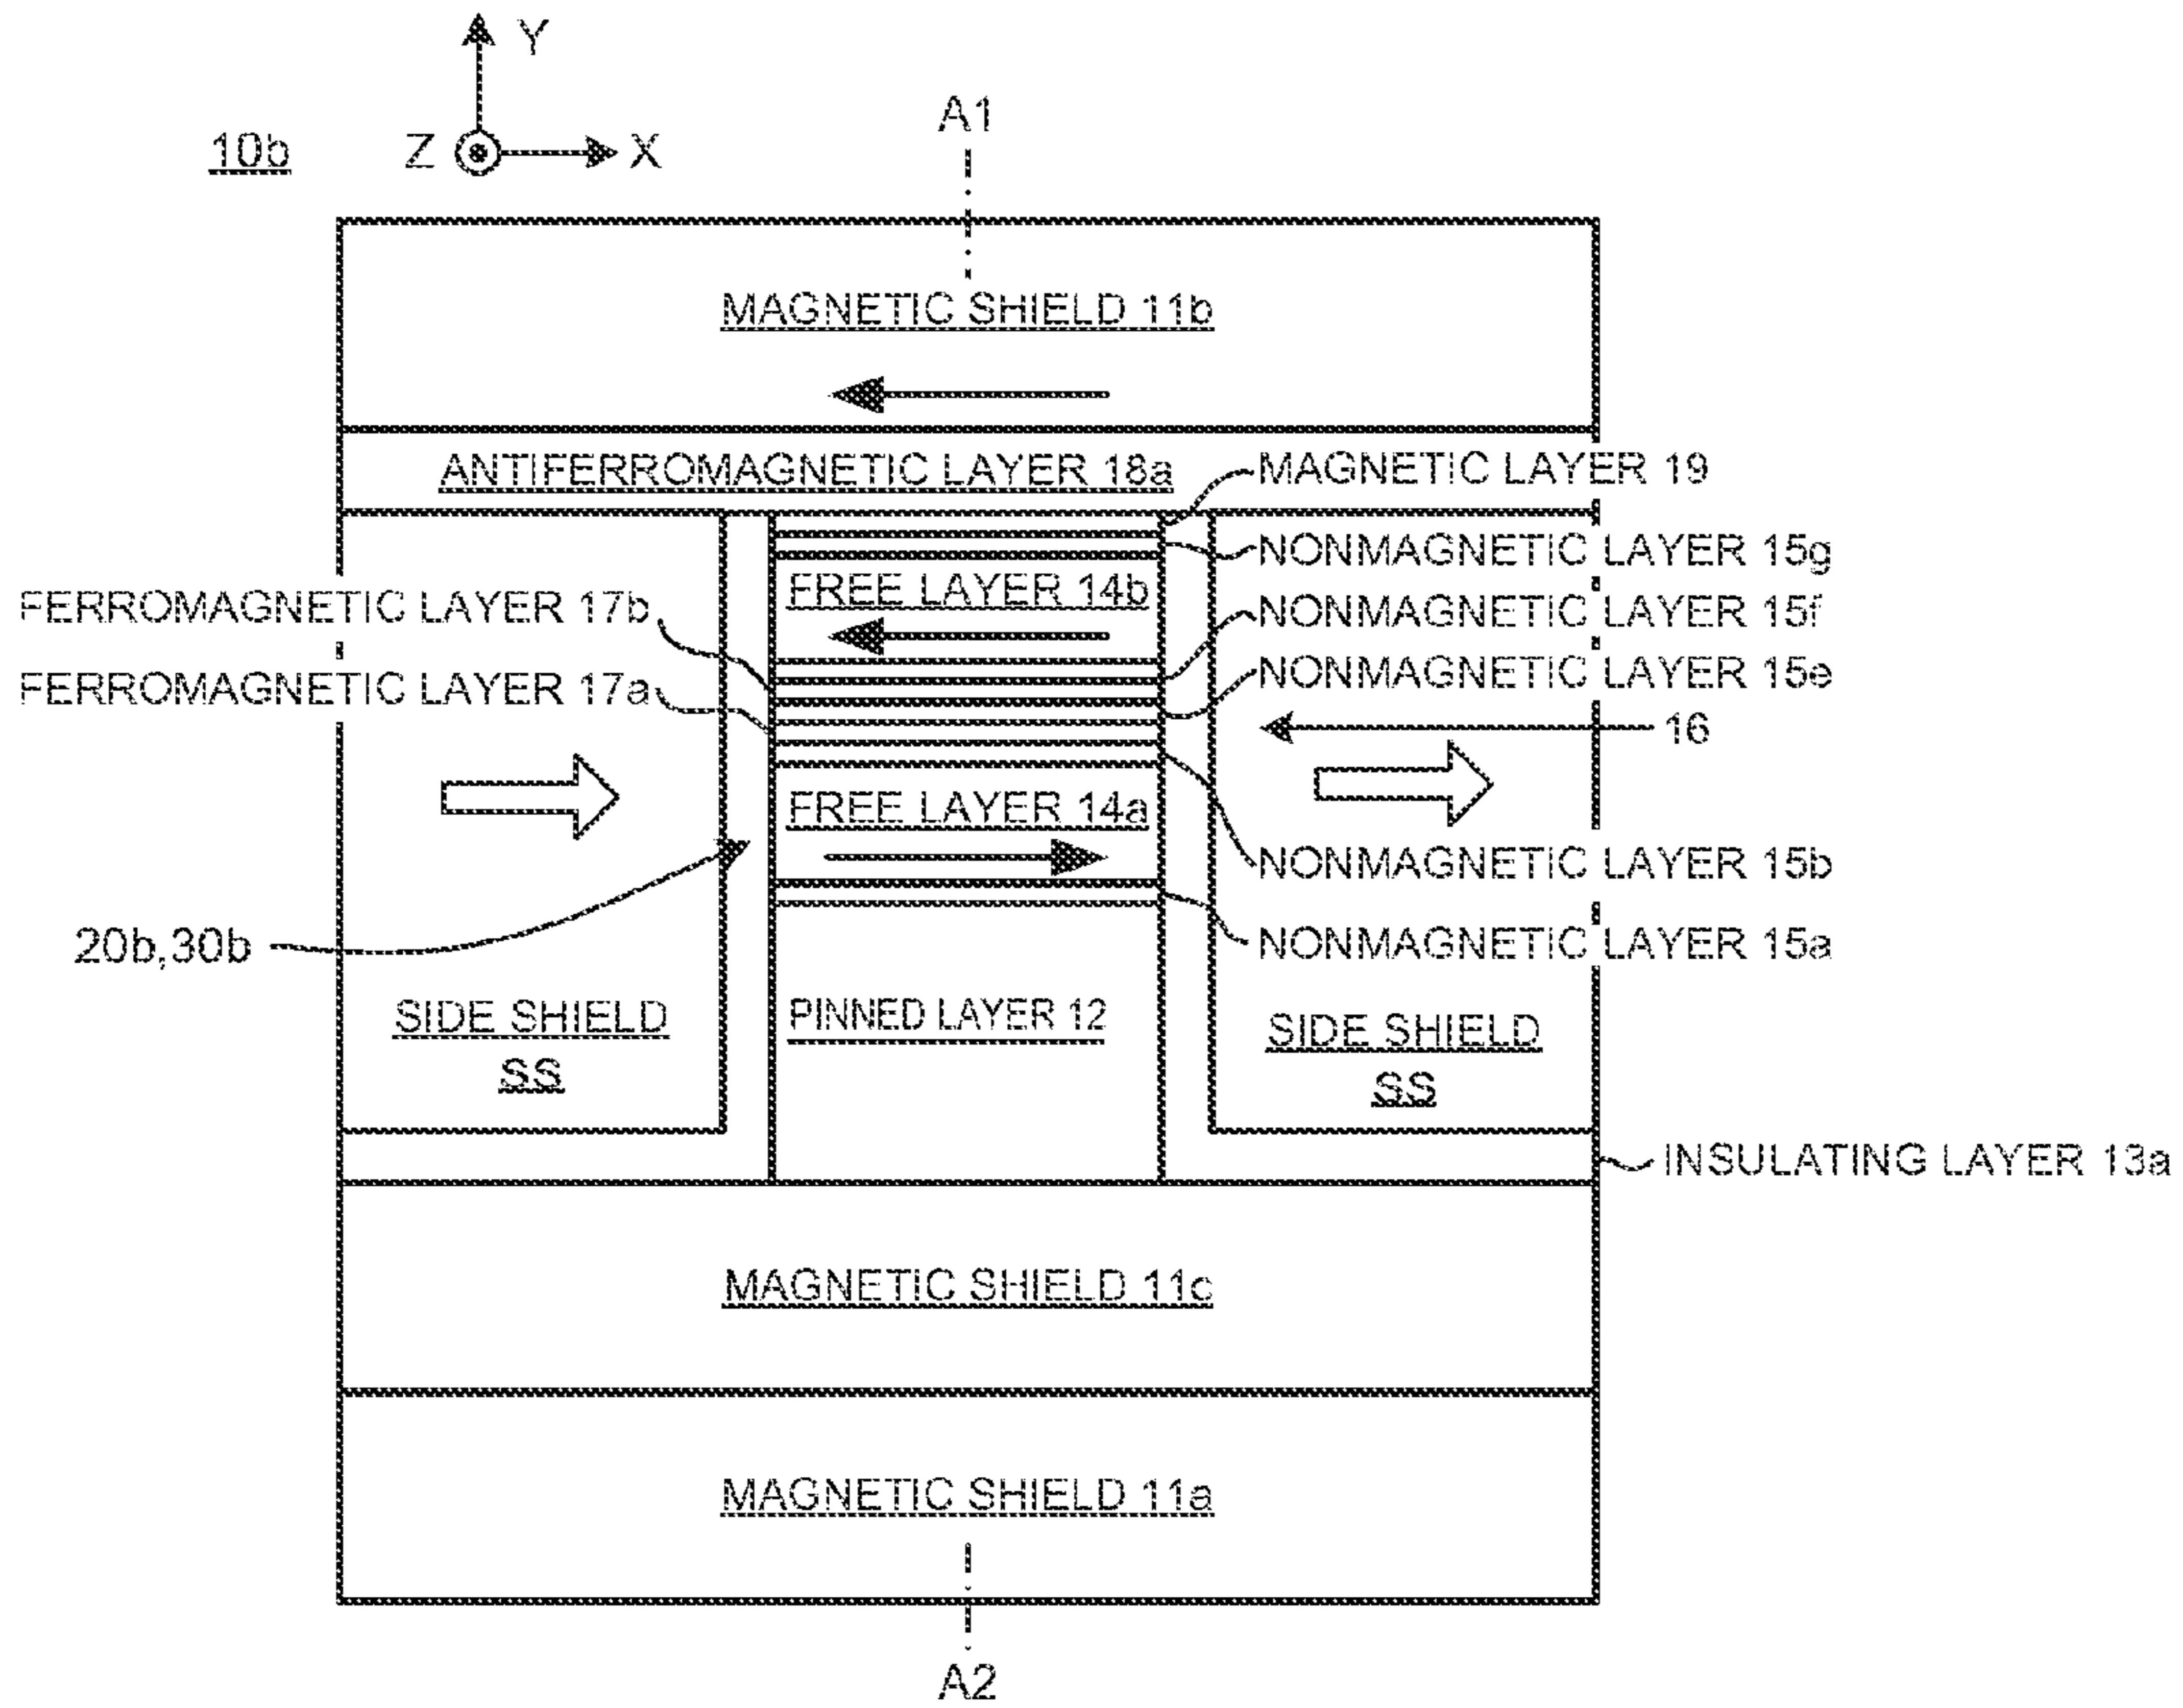 Y
A1
10b
Z
X
MAGNETIC SHIELD 11b
ANTIFERROMAGNETIC LAYER 18a
MAGNETIC LAYER 19
NONMAGNETIC LAYER 15g
FREE LAYER 14b
FERROMAGNETIC LAYER 17b
NONMAGNETIC LAYER 15f
FERROMAGNETIC LAYER 17a
NONMAGNETIC LAYER 15e
16
FREE LAYER 14a
NONMAGNETIC LAYER 15b
20b,30b
NONMAGNETIC LAYER 15a
SIDE SHIELD
SS
PINNED LAYER 12
SIDE SHIELD
SS
INSULATING LAYER 13a
MAGNETIC SHIELD 11c
MAGNETIC SHIELD 11a
A2